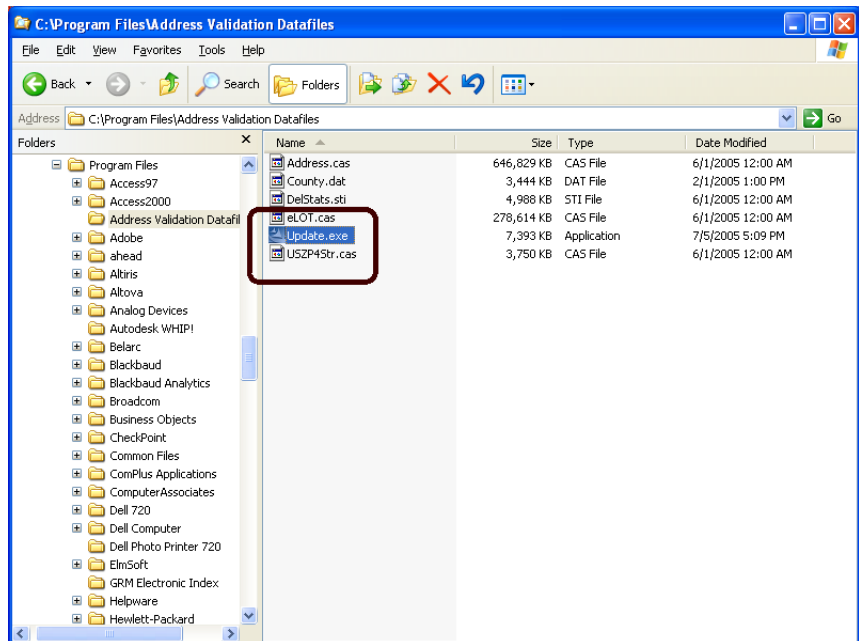 C:\Program Files\Address Validation Datafiles
File Edit View Favorites Tools Help
Back Search Folders
Address C:\Program Files\Address Validation Datafiles Go
Folders x Name Size Type Date Modified
Program Files Address.cas 646,829 KB CAS File 6/1/2005 12:00 AM
Access97 County.dat 3,444 KB DAT File 2/1/2005 1:00 PM
Access2000 DelStats.sti 4,988 KB STI File 6/1/2005 12:00 AM
Address Validation Datafil eLOT.cas 278,614 KB CAS File 6/1/2005 12:00 AM
Adobe Update.exe 7,393 KB Application 7/5/2005 5:09 PM
ahead USZP4Str.cas 3,750 KB CAS File 6/1/2005 12:00 AM
Altiris
Altova
Analog Devices
Autodesk WHIP!
Belarc
Blackbaud
Blackbaud Analytics
Broadcom
Business Objects
CheckPoint
Common Files
ComPlus Applications
ComputerAssociates
Dell 720
Dell Computer
Dell Photo Printer 720
ElmSoft
GRM Electronic Index
Helpware
Hewlett-Packard